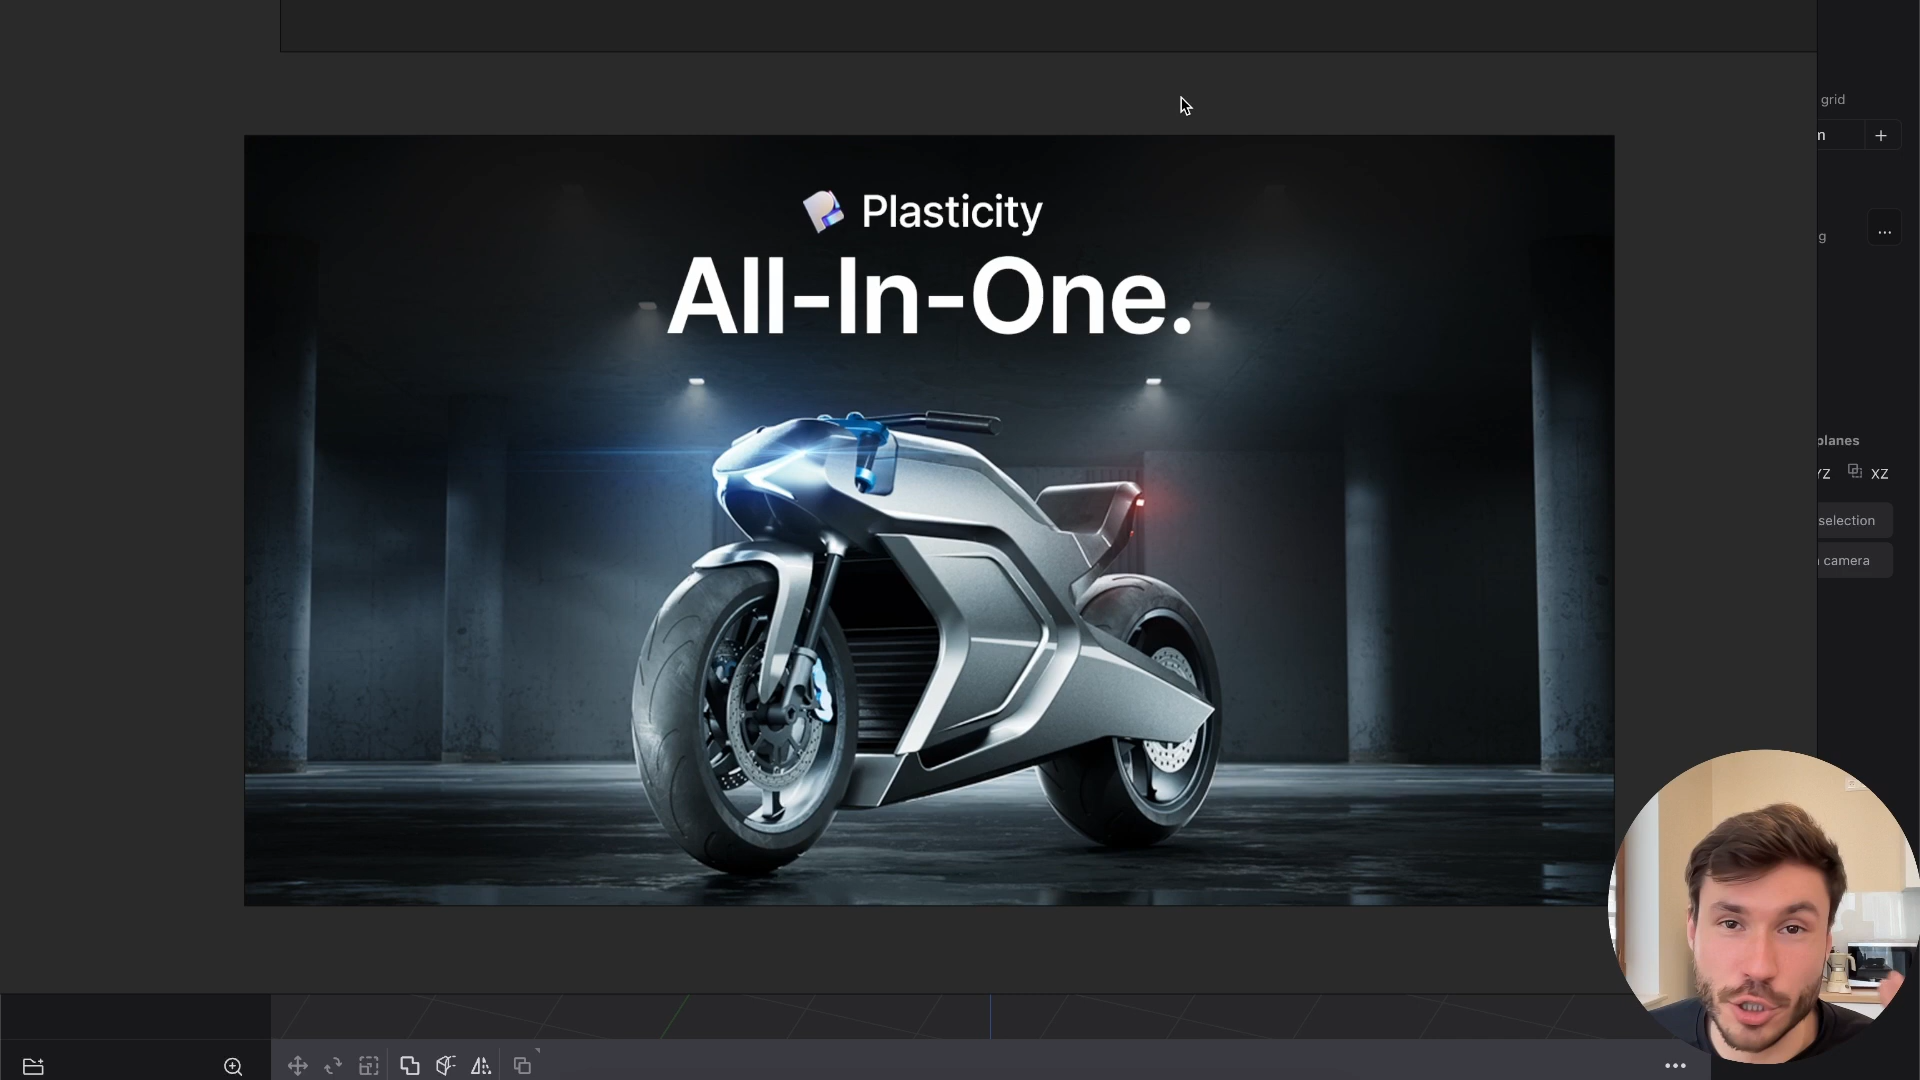 grid
Plasticity
All-In-One.
planes
XZ
selection
camera